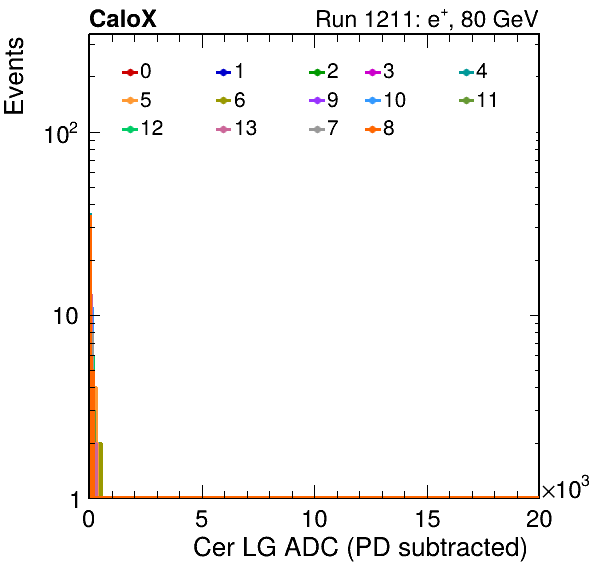 CaloX Run 1211: e⁺, 80 GeV
Events
0 1 2 3 4
5 6 9 10 11
12 13 7 8
10²
10
1
×10³
0 5 10 15 20
Cer LG ADC (PD subtracted)